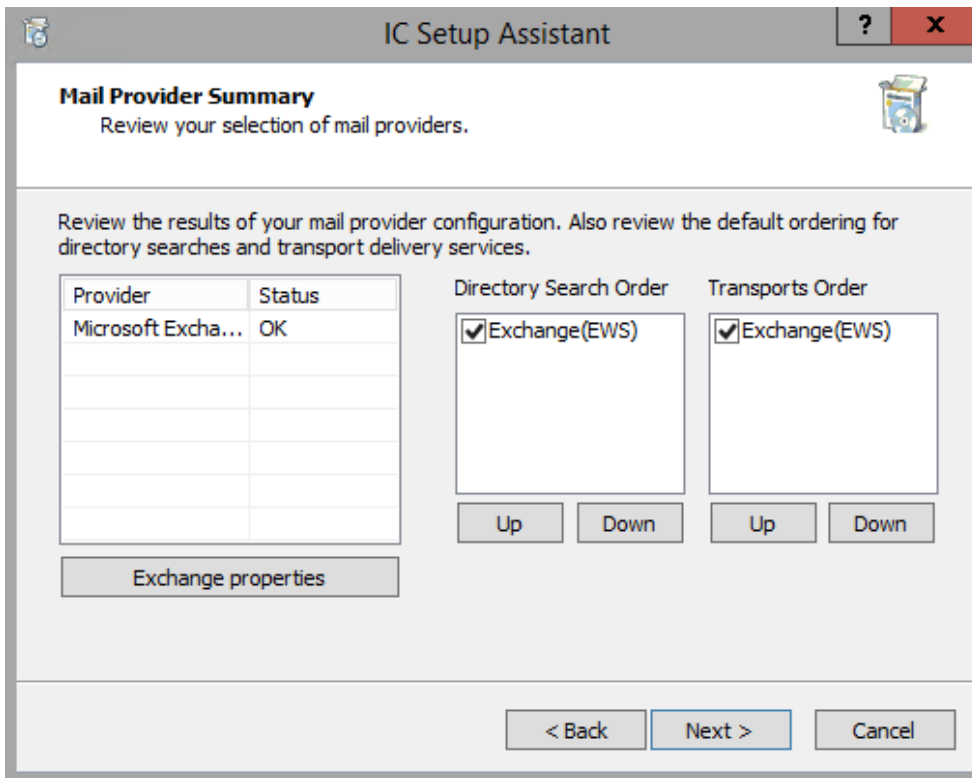 IC Setup Assistant
?
x
Mail Provider Summary
Review your selection of mail providers.
Review the results of your mail provider configuration. Also review the default ordering for
directory searches and transport delivery services.
Provider Status
Microsoft Excha... OK
Exchange properties
Directory Search Order
Exchange(EWS)
Up Down
Transports Order
Exchange(EWS)
Up Down
< Back Next > Cancel